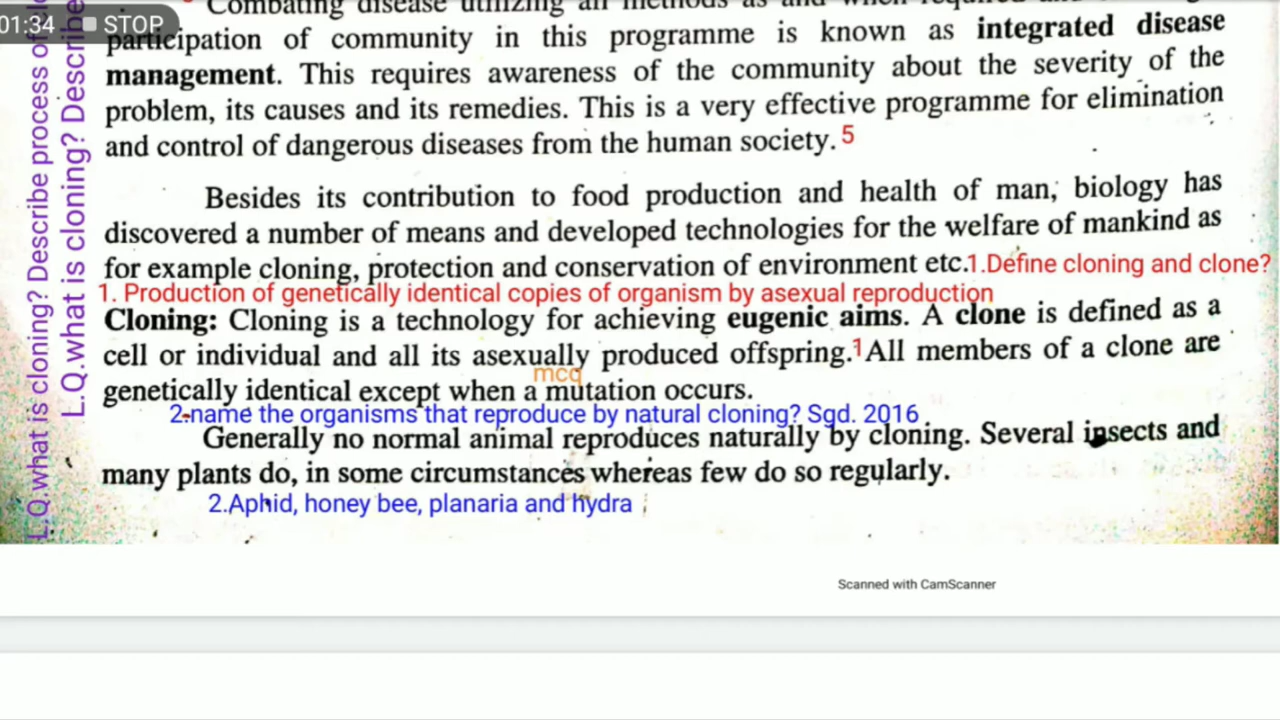 01:34 STOP
Combating disease utilizing all methods as and when required and
participation of community in this programme is known as integrated disease
management. This requires awareness of the community about the severity of the
problem, its causes and its remedies. This is a very effective programme for elimination
and control of dangerous diseases from the human society. 5
Besides its contribution to food production and health of man, biology has
discovered a number of means and developed technologies for the welfare of mankind as
for example cloning, protection and conservation of environment etc.1.Define cloning and clone?
1. Production of genetically identical copies of organism by asexual reproduction
Cloning: Cloning is a technology for achieving eugenic aims. A clone is defined as a
cell or individual and all its asexually produced offspring.1 All members of a clone are
mcq
genetically identical except when a mutation occurs.
2-name the organisms that reproduce by natural cloning? Sgd. 2016
Generally no normal animal reproduces naturally by cloning. Several insects and
many plants do, in some circumstances whereas few do so regularly.
2.Aphid, honey bee, planaria and hydra
L.Q.what is cloning? Describe process of
L.Q.what is cloning? Describe
Scanned with CamScanner